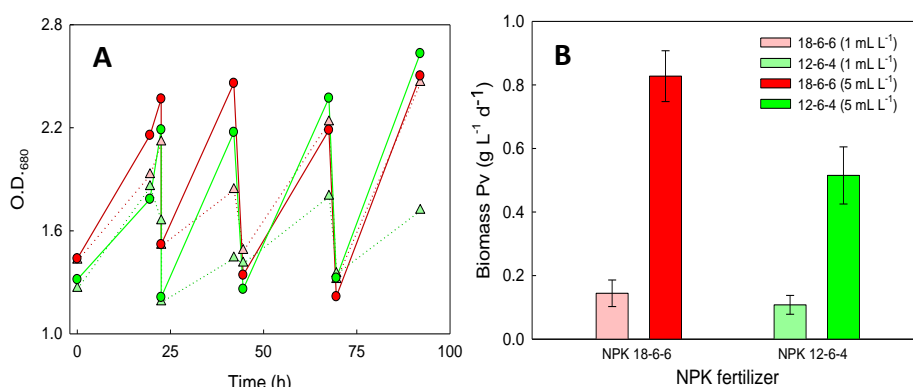 A
O.D.680
2.8
2.2
1.6
1.0
0
25
50
75
100
Time (h)
B
Biomass Pv (g L⁻¹ d⁻¹)
1.0
0.8
0.6
0.4
0.2
0.0
18-6-6 (1 mL L⁻¹)
12-6-4 (1 mL L⁻¹)
18-6-6 (5 mL L⁻¹)
12-6-4 (5 mL L⁻¹)
NPK 18-6-6
NPK 12-6-4
NPK fertilizer